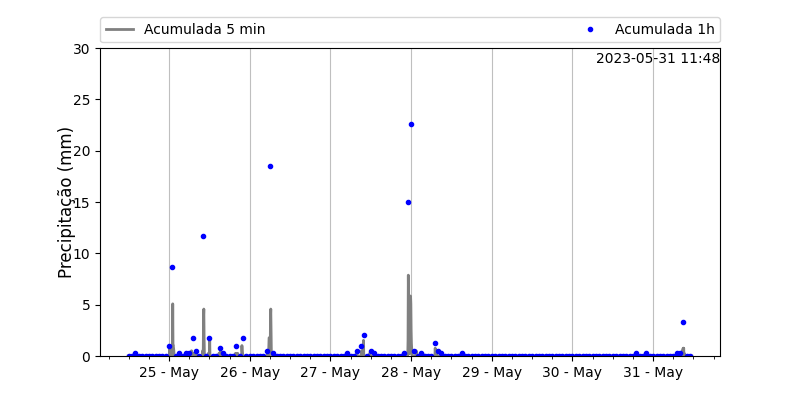 Acumulada 5 min
Acumulada 1h
2023-05-31 11:48
Precipitação (mm)
30
25
20
15
10
5
0
25 - May
26 - May
27 - May
28 - May
29 - May
30 - May
31 - May